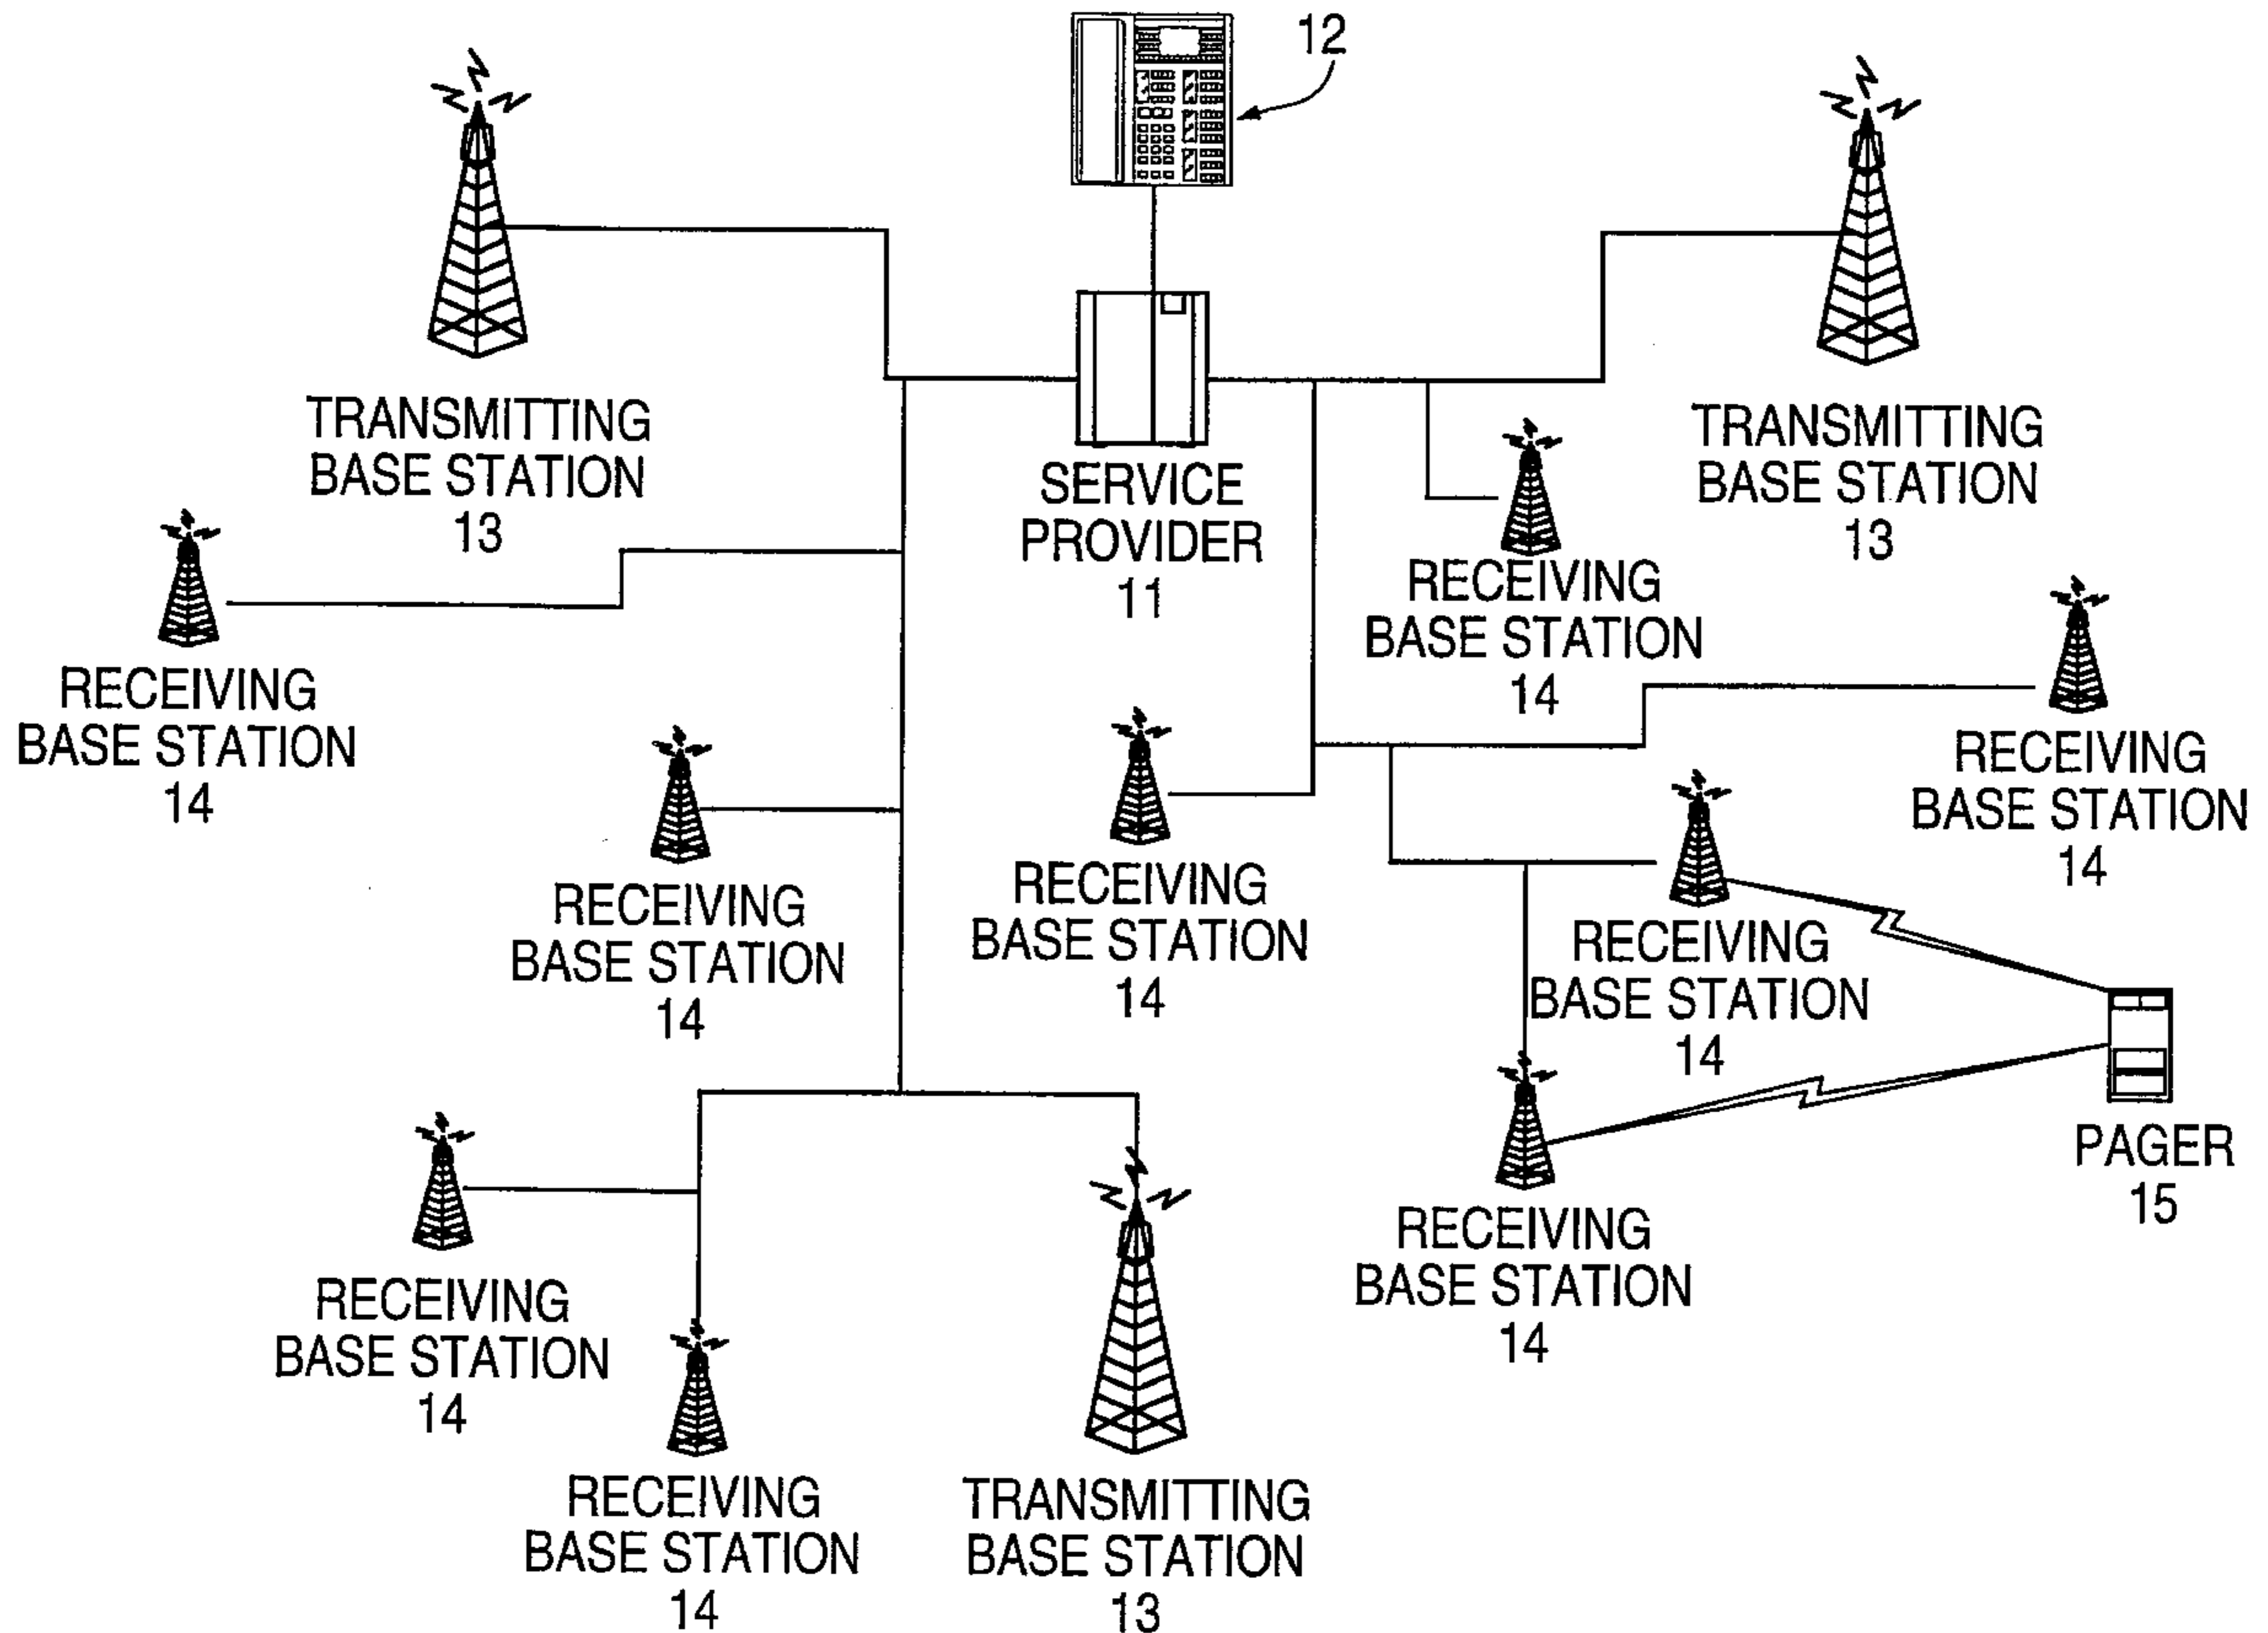 12
TRANSMITTING
BASE STATION
13
SERVICE
PROVIDER
11
TRANSMITTING
BASE STATION
13
RECEIVING
BASE STATION
14
RECEIVING
BASE STATION
14
RECEIVING
BASE STATION
14
RECEIVING
BASE STATION
14
RECEIVING
BASE STATION
14
RECEIVING
BASE STATION
14
PAGER
15
RECEIVING
BASE STATION
14
RECEIVING
BASE STATION
14
RECEIVING
BASE STATION
14
TRANSMITTING
BASE STATION
13